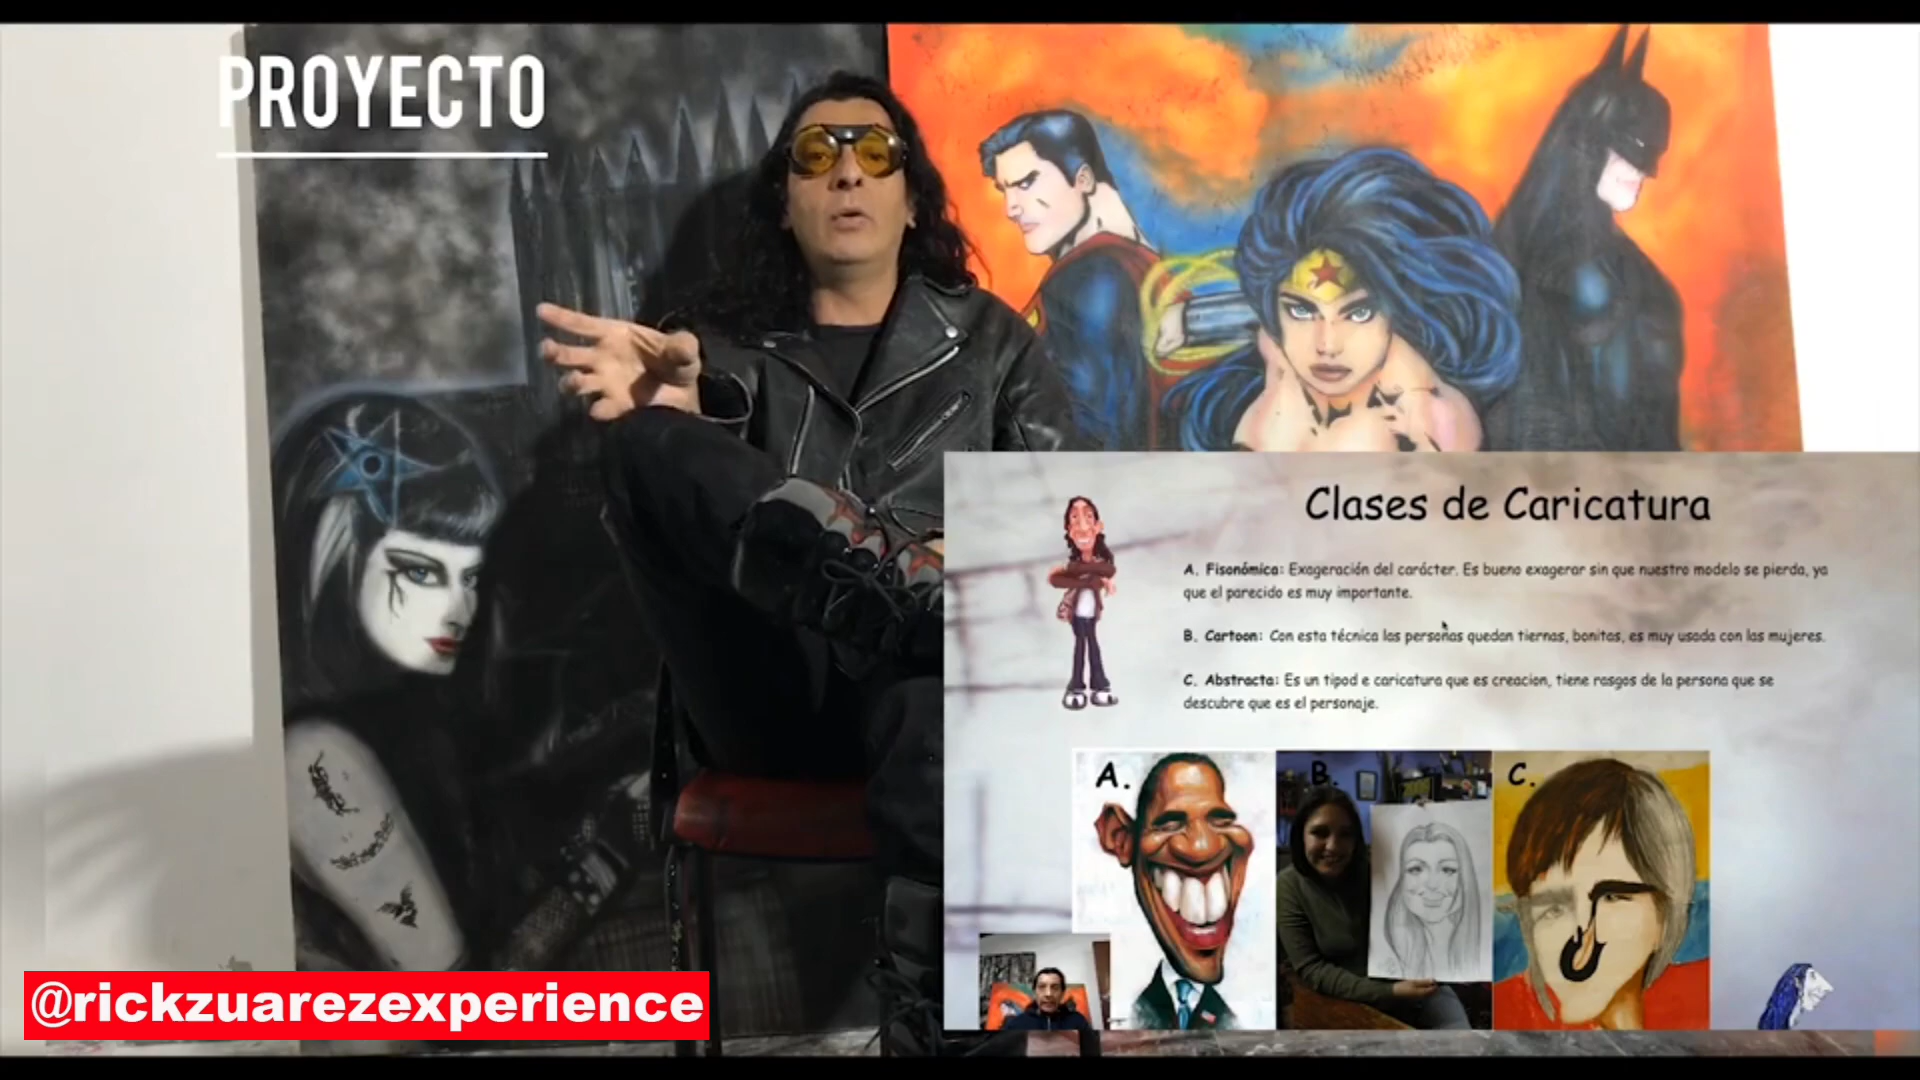 PROYECTO
Clases de Caricatura
A. Fisonómica: Exageración del carácter. Es bueno exagerar sin que nuestro modelo se pierda, ya
que el parecido es muy importante.
B. Cartoon: Con esta técnica las personas quedan tiernas, bonitas, es muy usada con las mujeres.
C. Abstracta: Es un tipod e caricatura que es creacion, tiene rasgos de la persona que se
descubre que es el personaje.
A.
B.
C.
@rickzuarezexperience